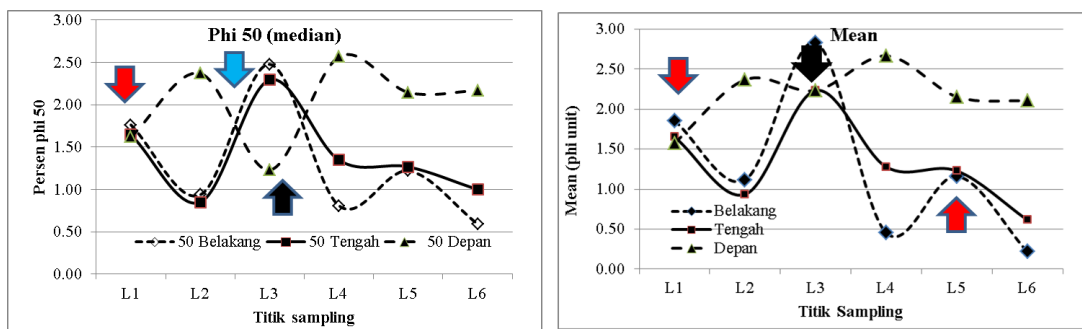 Phi 50 (median)
Persen phi 50
3.00
2.50
2.00
1.50
1.00
0.50
0.00
50 Belakang
50 Tengah
50 Depan
L1 L2 L3 L4 L5 L6
Titik sampling
Mean
Mean (phi unit)
3.00
2.50
2.00
1.50
1.00
0.50
0.00
Belakang
Tengah
Depan
L1 L2 L3 L4 L5 L6
Titik Sampling